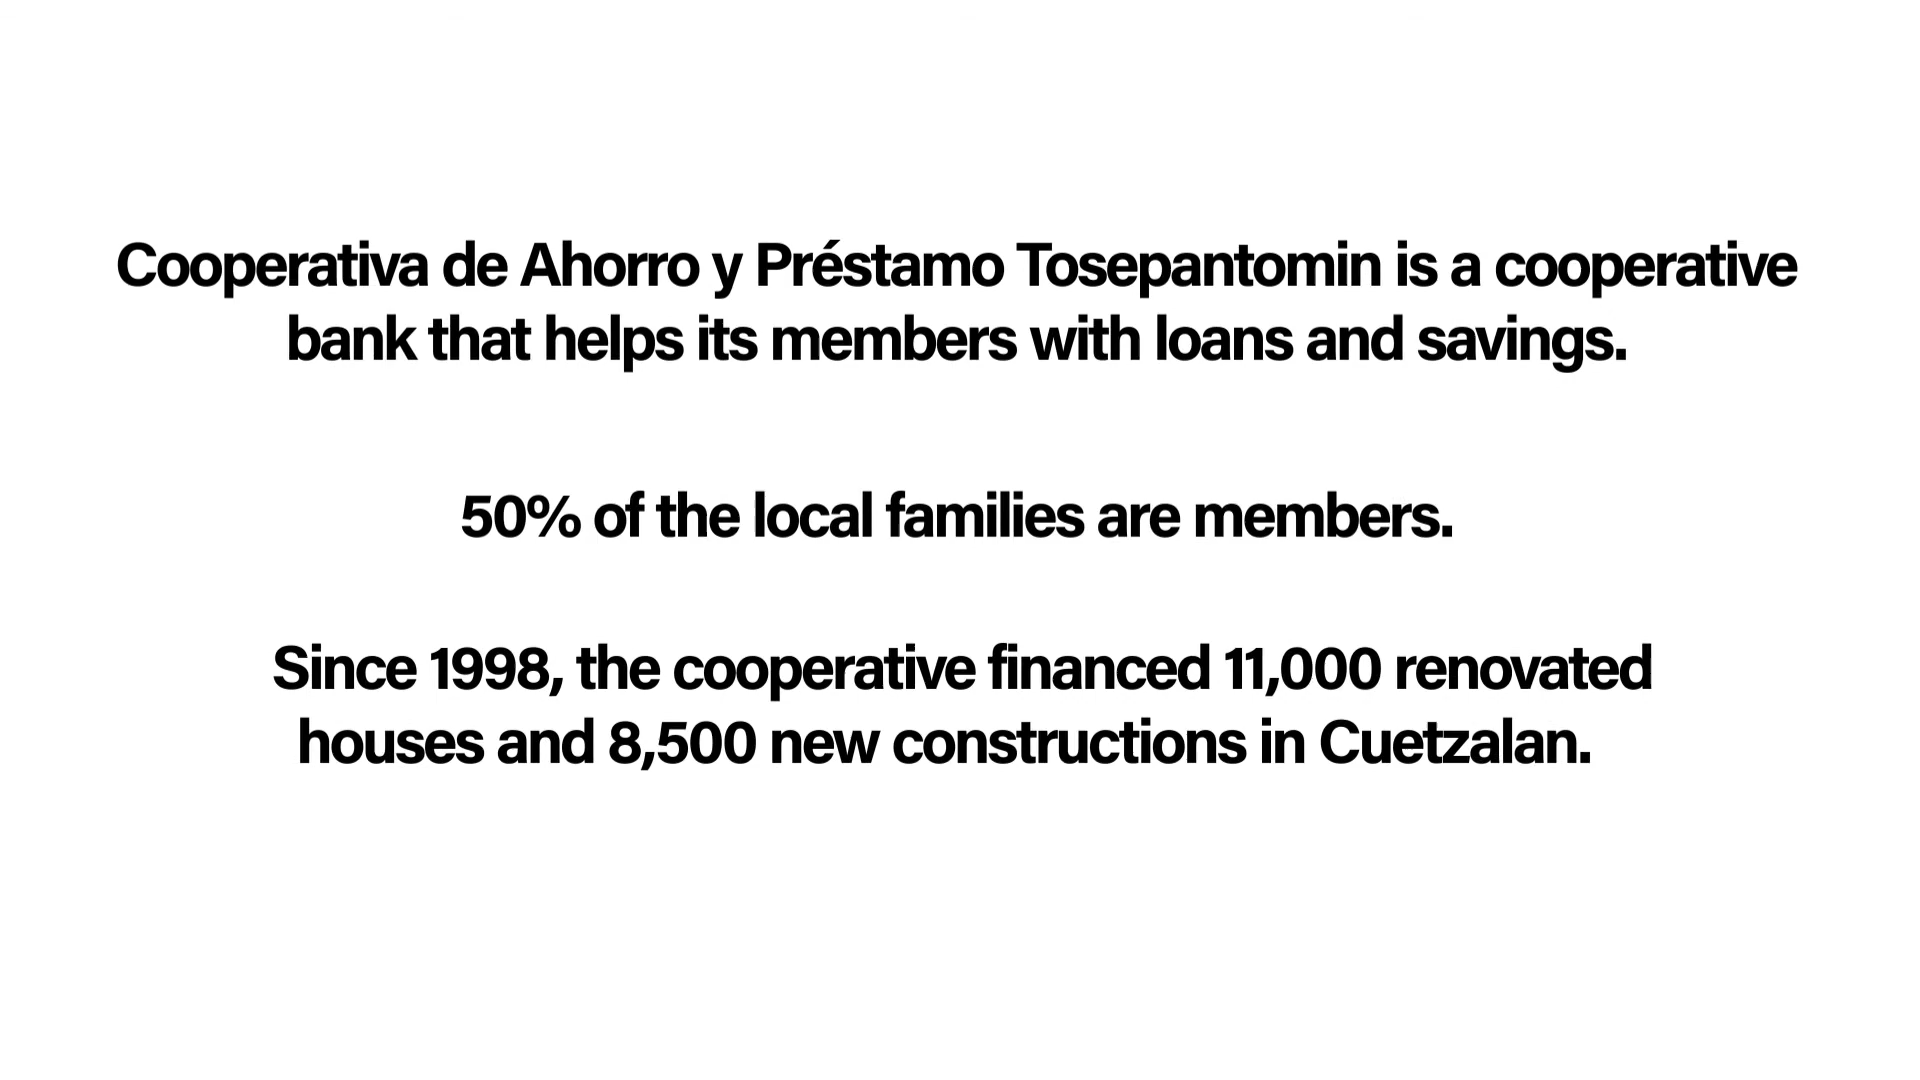 Cooperativa de Ahorro y Préstamo Tosepantomin is a cooperative
bank that helps its members with loans and savings.
50% of the local families are members.
Since 1998, the cooperative financed 11,000 renovated
houses and 8,500 new constructions in Cuetzalan.